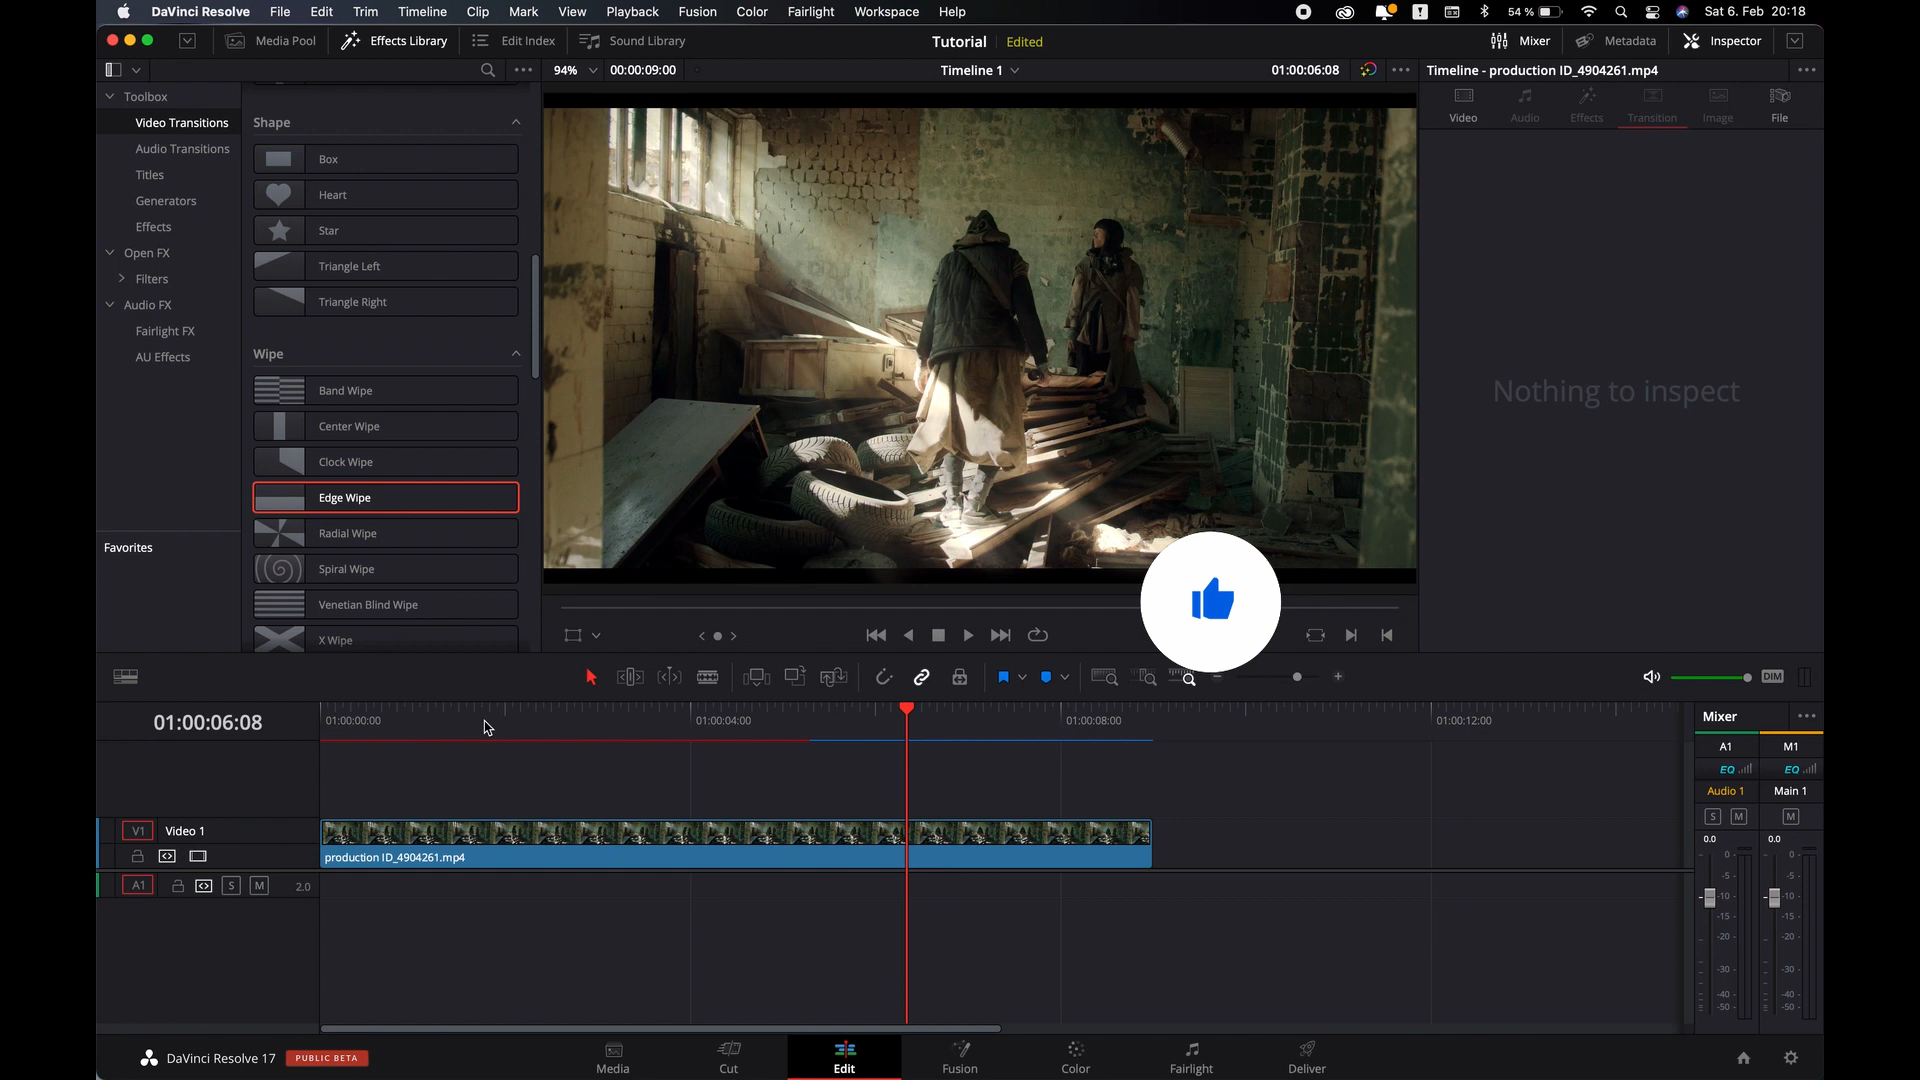 DaVinci Resolve File Edit Trim Timeline Clip Mark View Playback Fusion Color Fairlight Workspace Help 54 % Sat 6. Feb 20:18
Media Pool Effects Library Edit Index Sound Library Tutorial Edited Mixer Metadata Inspector
94% 00:00:09:00 Timeline 1 01:00:06:08 Timeline - production ID_4904261.mp4
Toolbox
Video Transitions
Audio Transitions
Titles
Generators
Effects
Open FX
Filters
Audio FX
Fairlight FX
AU Effects
Favorites
Shape
Box
Heart
Star
Triangle Left
Triangle Right
Wipe
Band Wipe
Center Wipe
Clock Wipe
Edge Wipe
Radial Wipe
Spiral Wipe
Venetian Blind Wipe
X Wipe
Video Audio Effects Transition Image File
Nothing to inspect
DIM
01:00:06:08
01:00:00:00 01:00:04:00 01:00:08:00 01:00:12:00
V1 Video 1
production ID_4904261.mp4
A1 S M 2.0
Mixer
A1 M1
EQ EQ
Audio 1 Main 1
S M M
0.0 0.0
0 0
-5 -5
-10 -10
-15 -15
-20 -20
-30 -30
-40 -40
-50 -50
DaVinci Resolve 17 PUBLIC BETA
Media Cut Edit Fusion Color Fairlight Deliver